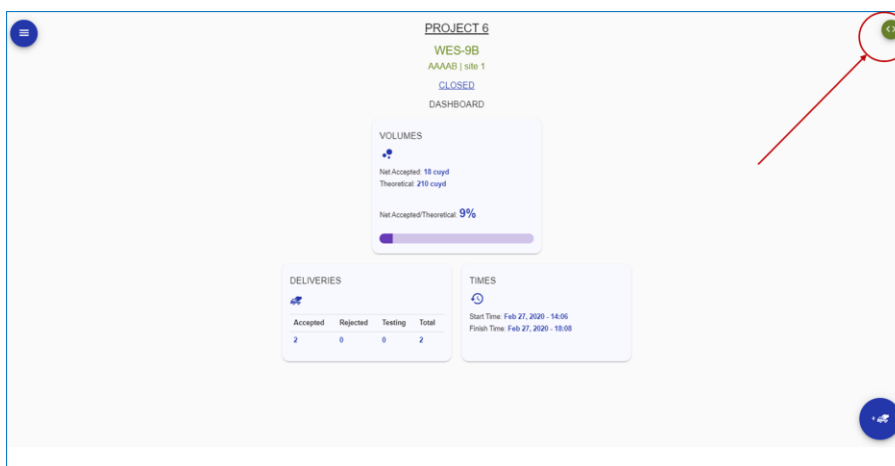 PROJECT 6
WES-9B
AAAAB | site 1
CLOSED
DASHBOARD
VOLUMES
Net Accepted: 18 cuyd
Theoretical: 210 cuyd
Net Accepted/Theoretical: 9%
DELIVERIES
Accepted Rejected Testing Total
2 0 0 2
TIMES
Start Time: Feb 27, 2020 - 14:06
Finish Time: Feb 27, 2020 - 18:08